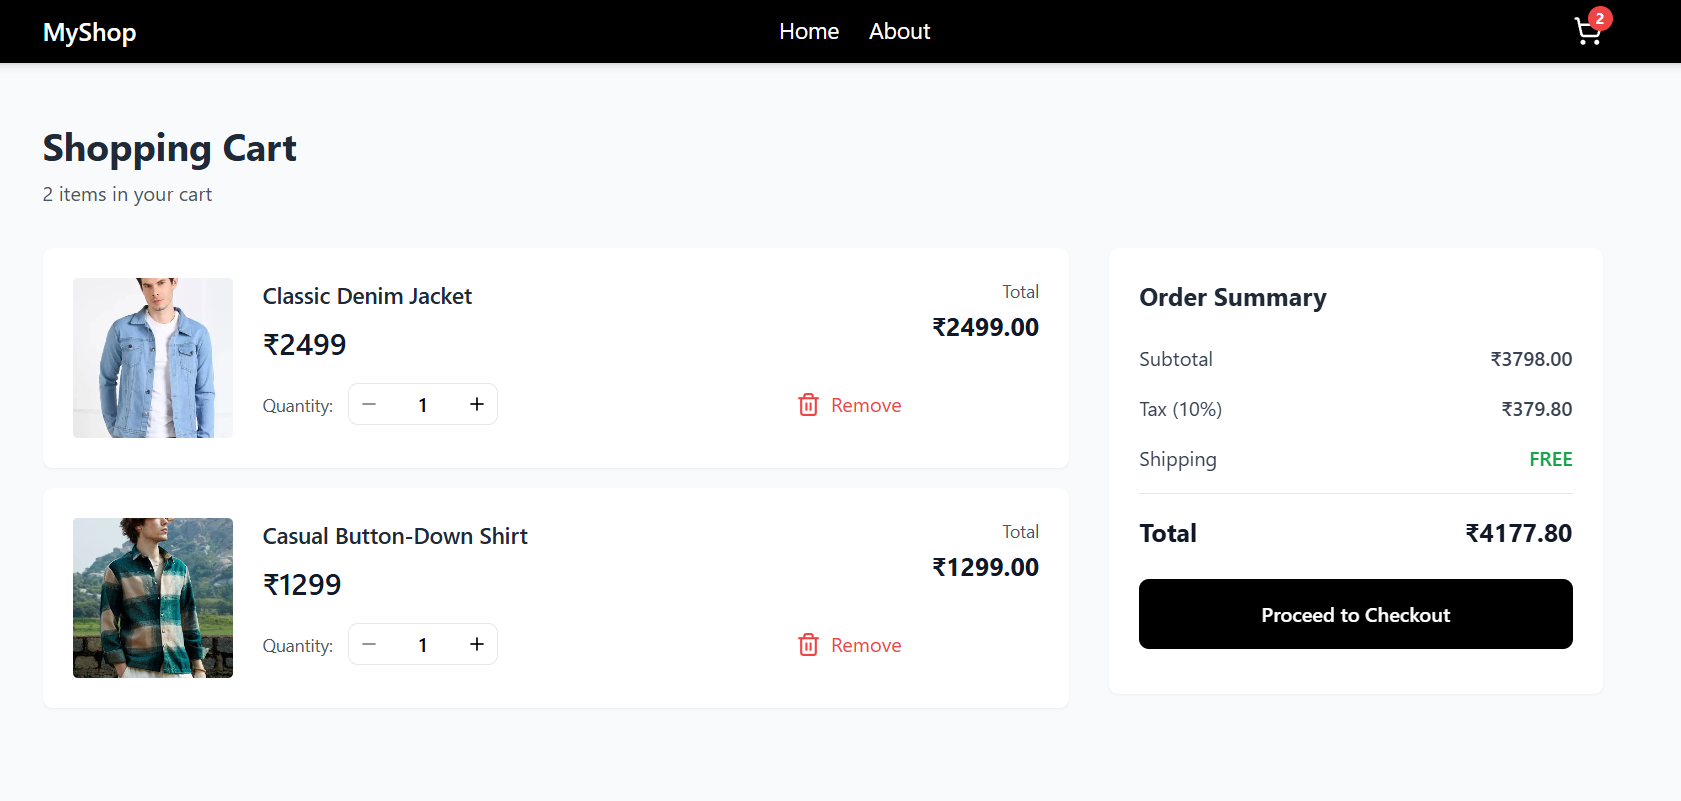 MyShop
Home About
2
Shopping Cart
2 items in your cart
Classic Denim Jacket
₹2499
Quantity: − 1 +
Remove
Total
₹2499.00
Casual Button-Down Shirt
₹1299
Quantity: − 1 +
Remove
Total
₹1299.00
Order Summary
Subtotal ₹3798.00
Tax (10%) ₹379.80
Shipping FREE
Total ₹4177.80
Proceed to Checkout